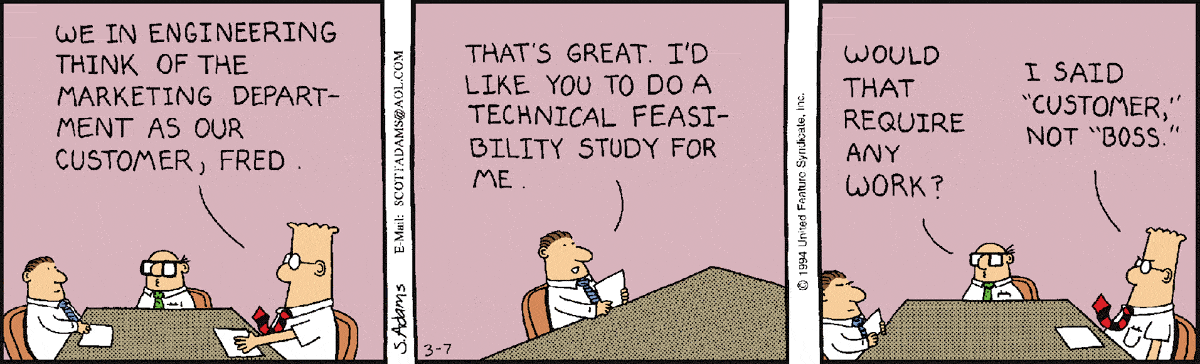 WE IN ENGINEERING
THINK OF THE
MARKETING DEPART-
MENT AS OUR
CUSTOMER, FRED.
S. Adams
E-Mail: SCOTTADAMS@AOL.COM
THAT'S GREAT. I'D
LIKE YOU TO DO A
TECHNICAL FEASI-
BILITY STUDY FOR
ME.
3-7
© 1994 United Feature Syndicate, Inc.
WOULD
THAT
REQUIRE
ANY
WORK?
I SAID
"CUSTOMER,"
NOT "BOSS."